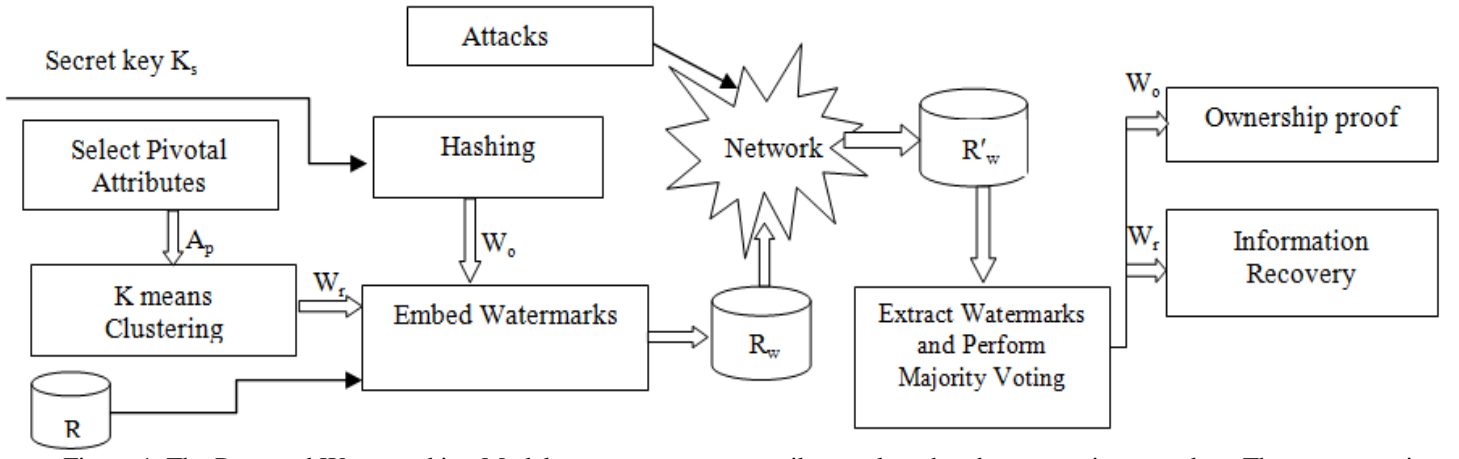 Attacks
Secret key Ks
Select Pivotal
Attributes
Hashing
Network
R′w
Wo
Ownership proof
Ap
Wo
Wr
Information
Recovery
K means
Clustering
Wr
Embed Watermarks
Rw
Extract Watermarks
and Perform
Majority Voting
R